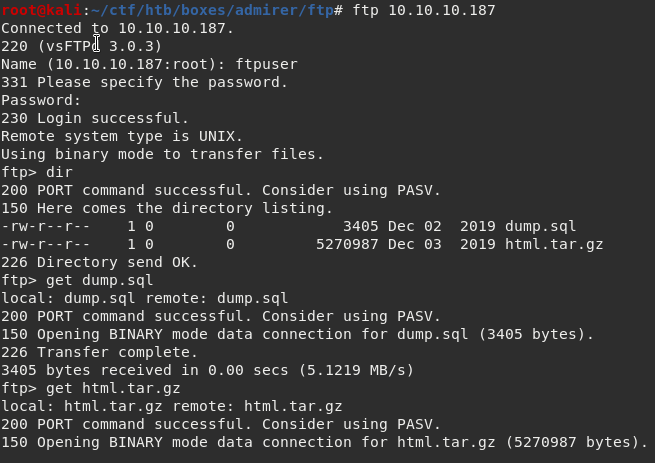 root@kali:~/ctf/htb/boxes/admirer/ftp# ftp 10.10.10.187
Connected to 10.10.10.187.
220 (vsFTPd 3.0.3)
Name (10.10.10.187:root): ftpuser
331 Please specify the password.
Password:
230 Login successful.
Remote system type is UNIX.
Using binary mode to transfer files.
ftp> dir
200 PORT command successful. Consider using PASV.
150 Here comes the directory listing.
-rw-r--r--    1 0        0            3405 Dec 02  2019 dump.sql
-rw-r--r--    1 0        0         5270987 Dec 03  2019 html.tar.gz
226 Directory send OK.
ftp> get dump.sql
local: dump.sql remote: dump.sql
200 PORT command successful. Consider using PASV.
150 Opening BINARY mode data connection for dump.sql (3405 bytes).
226 Transfer complete.
3405 bytes received in 0.00 secs (5.1219 MB/s)
ftp> get html.tar.gz
local: html.tar.gz remote: html.tar.gz
200 PORT command successful. Consider using PASV.
150 Opening BINARY mode data connection for html.tar.gz (5270987 bytes).